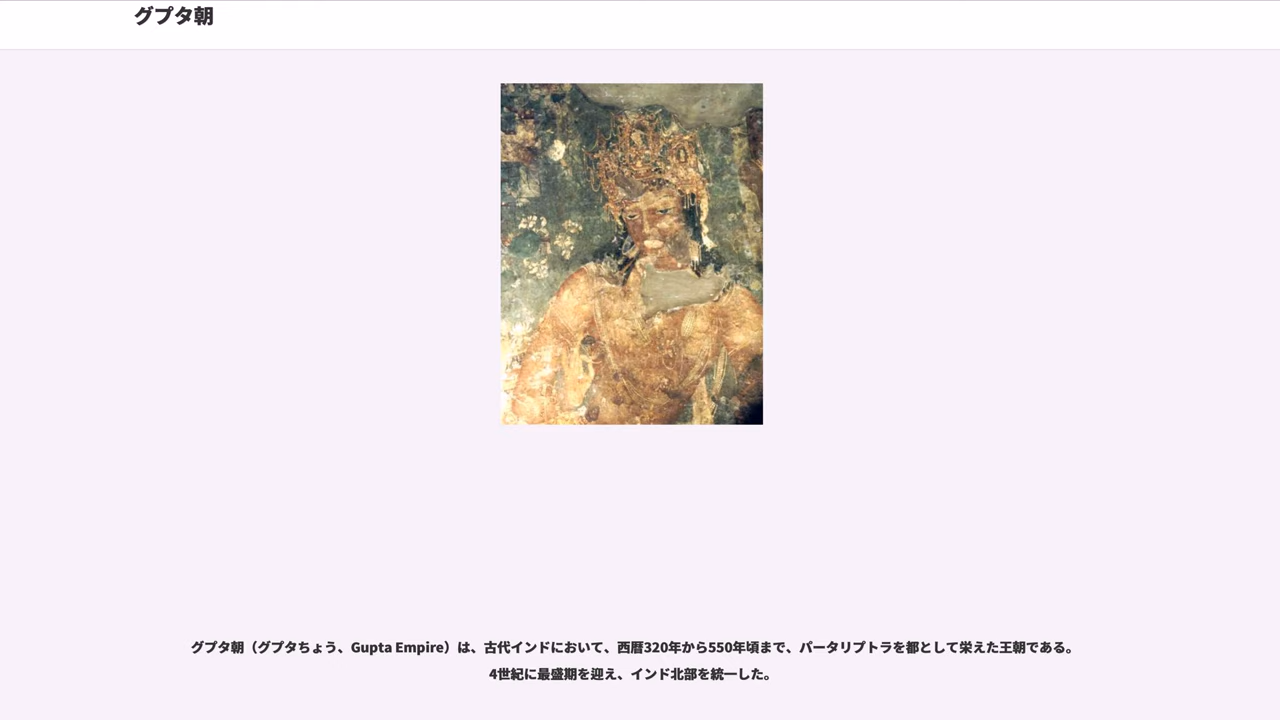 グプタ朝
グプタ朝（グプタちょう、Gupta Empire）は、古代インドにおいて、西暦320年から550年頃まで、パータリプトラを都として栄えた王朝である。
4世紀に最盛期を迎え、インド北部を統一した。